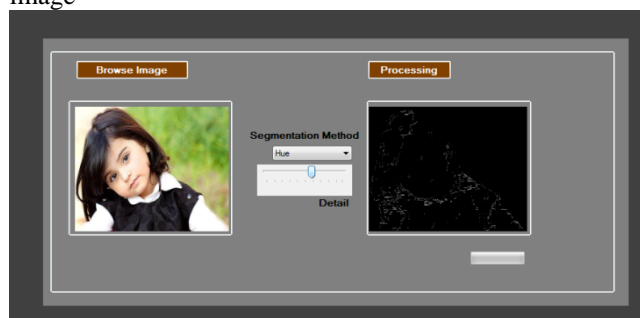 image
Browse Image
Processing
Segmentation Method
Hue
Detail